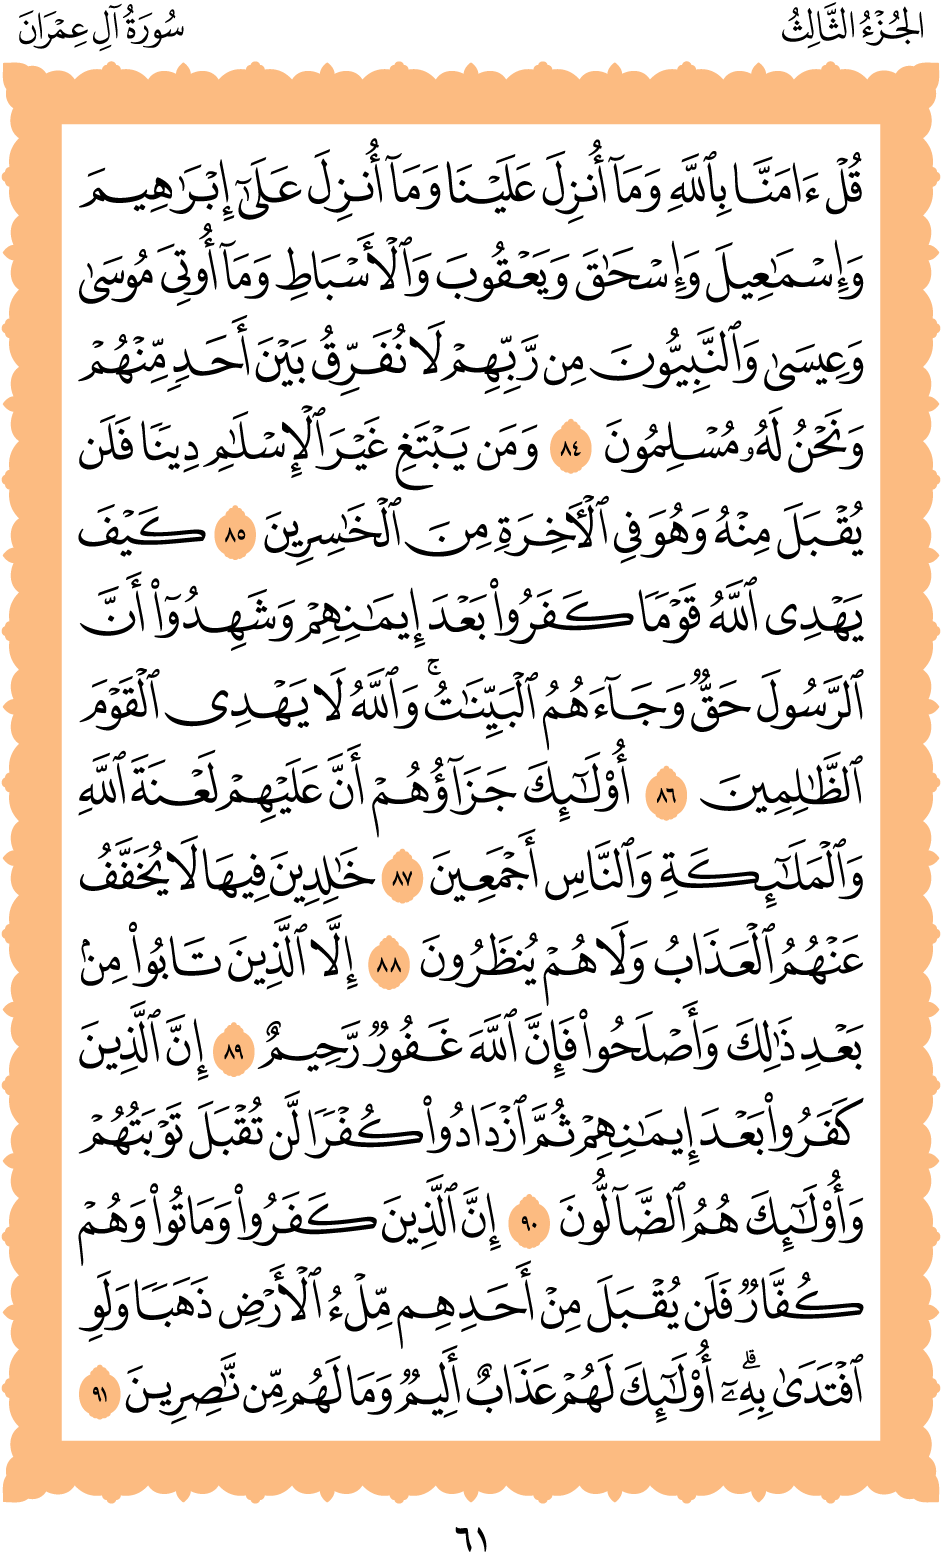 الجُزْءُ الثَّالِثُ
سُورَةُ آلِ عِمْرَانَ
قُلْ ءَامَنَّا بِٱللَّهِ وَمَآ أُنزِلَ عَلَيْنَا وَمَآ أُنزِلَ عَلَىٰٓ إِبْرَٰهِيمَ
وَإِسْمَٰعِيلَ وَإِسْحَٰقَ وَيَعْقُوبَ وَٱلْأَسْبَاطِ وَمَآ أُوتِىَ مُوسَىٰ
وَعِيسَىٰ وَٱلنَّبِيُّونَ مِن رَّبِّهِمْ لَا نُفَرِّقُ بَيْنَ أَحَدٍ مِّنْهُمْ
وَنَحْنُ لَهُۥ مُسْلِمُونَ ٨٤ وَمَن يَبْتَغِ غَيْرَ ٱلْإِسْلَٰمِ دِينًا فَلَن
يُقْبَلَ مِنْهُ وَهُوَ فِي ٱلْأَخِرَةِ مِنَ ٱلْخَٰسِرِينَ ٨٥ كَيْفَ
يَهْدِى ٱللَّهُ قَوْمًا كَفَرُوا۟ بَعْدَ إِيمَٰنِهِمْ وَشَهِدُوٓا۟ أَنَّ
ٱلرَّسُولَ حَقٌّ وَجَآءَهُمُ ٱلْبَيِّنَٰتُ ۚ وَٱللَّهُ لَا يَهْدِى ٱلْقَوْمَ
ٱلظَّٰلِمِينَ ٨٦ أُو۟لَٰٓئِكَ جَزَآؤُهُمْ أَنَّ عَلَيْهِمْ لَعْنَةَ ٱللَّهِ
وَٱلْمَلَٰٓئِكَةِ وَٱلنَّاسِ أَجْمَعِينَ ٨٧ خَٰلِدِينَ فِيهَا لَا يُخَفَّفُ
عَنْهُمُ ٱلْعَذَابُ وَلَا هُمْ يُنظَرُونَ ٨٨ إِلَّا ٱلَّذِينَ تَابُوا۟ مِنۢ
بَعْدِ ذَٰلِكَ وَأَصْلَحُوا۟ فَإِنَّ ٱللَّهَ غَفُورٌ رَّحِيمٌ ٨٩ إِنَّ ٱلَّذِينَ
كَفَرُوا۟ بَعْدَ إِيمَٰنِهِمْ ثُمَّ ٱزْدَادُوا۟ كُفْرًا لَّن تُقْبَلَ تَوْبَتُهُمْ
وَأُو۟لَٰٓئِكَ هُمُ ٱلضَّآلُّونَ ٩٠ إِنَّ ٱلَّذِينَ كَفَرُوا۟ وَمَاتُوا۟ وَهُمْ
كُفَّارٌ فَلَن يُقْبَلَ مِنْ أَحَدِهِم مِّلْءُ ٱلْأَرْضِ ذَهَبًا وَلَوِ
ٱفْتَدَىٰ بِهِۦٓ ۗ أُو۟لَٰٓئِكَ لَهُمْ عَذَابٌ أَلِيمٌ وَمَا لَهُم مِّن نَّٰصِرِينَ ٩١
٦١